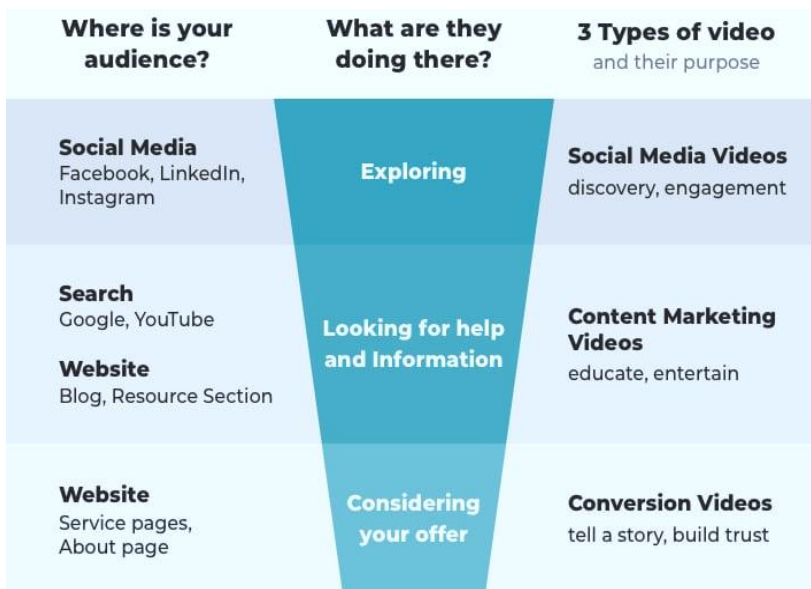 Where is your
audience?
What are they
doing there?
3 Types of video
and their purpose
Social Media
Facebook, LinkedIn,
Instagram
Exploring
Social Media Videos
discovery, engagement
Search
Google, YouTube
Website
Blog, Resource Section
Looking for help
and Information
Content Marketing
Videos
educate, entertain
Website
Service pages,
About page
Considering
your offer
Conversion Videos
tell a story, build trust